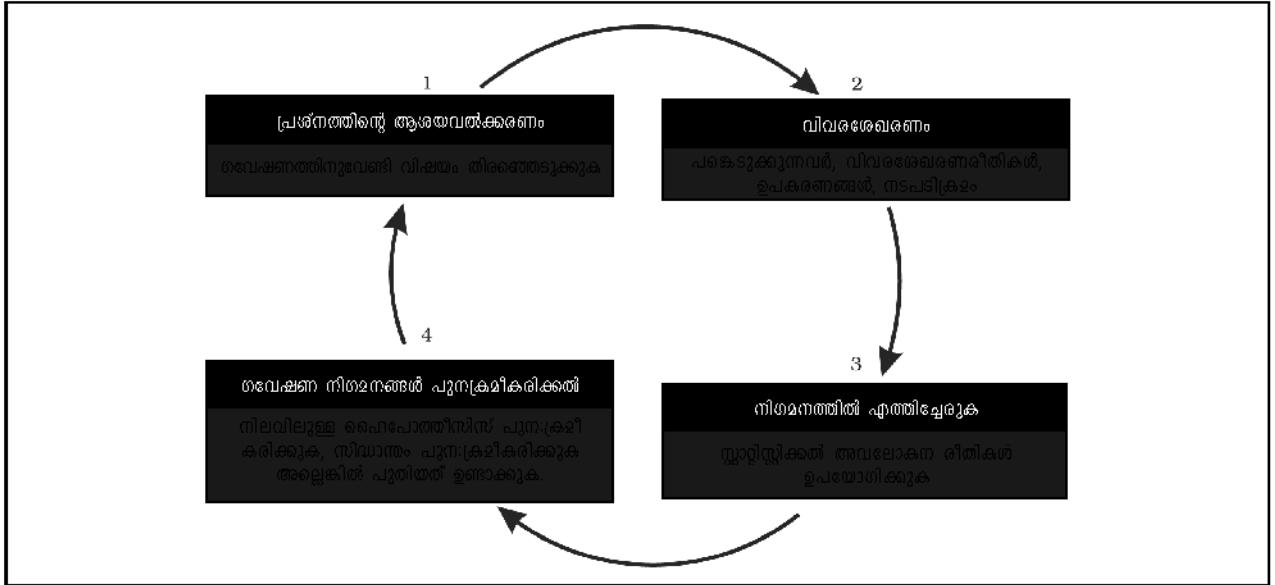 1
പ്രശ്നത്തിന്റെ ആശയവൽക്കരണം
ഗവേഷണത്തിനുവേണ്ടി വിഷയം തിരഞ്ഞെടുക്കുക
2
വിവരശേഖരണം
പങ്കെടുക്കുന്നവർ, വിവരശേഖരണരീതികൾ,
ഉപകരണങ്ങൾ, നടപടിക്രമം
3
നിഗമനത്തിൽ എത്തിച്ചേരുക
സ്റ്റാറ്റിസ്റ്റിക്കൽ അവലോകന രീതികൾ
ഉപയോഗിക്കുക
4
ഗവേഷണ നിഗമനങ്ങൾ പുനഃക്രമീകരിക്കൽ
നിലവിലുള്ള ഹൈപോത്തീസിസ് പുനഃക്രമീ
കരിക്കുക, സിദ്ധാന്തം പുനഃക്രമീകരിക്കുക
അല്ലെങ്കിൽ പുതിയത് ഉണ്ടാക്കുക.